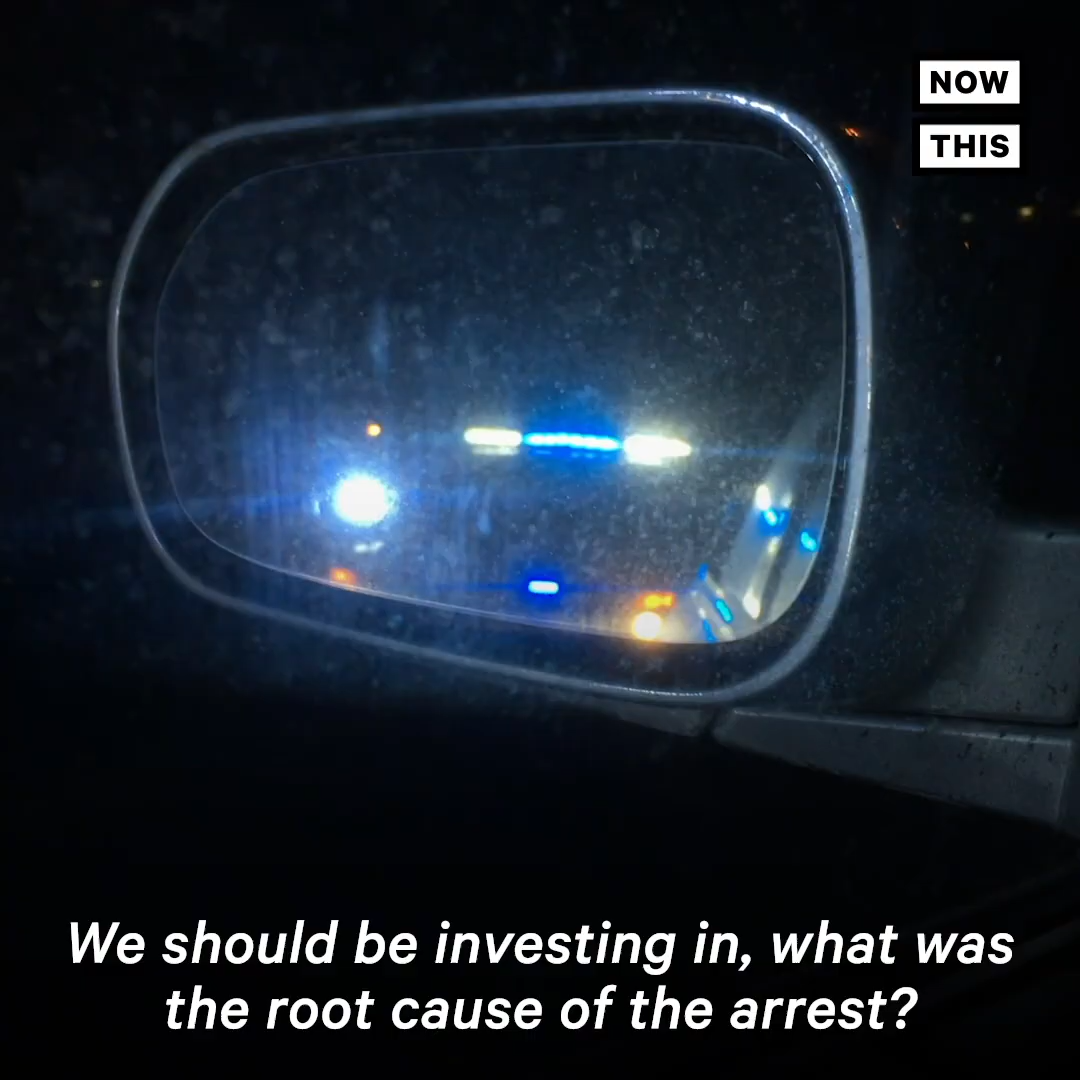 NOW
THIS
We should be investing in, what was
the root cause of the arrest?